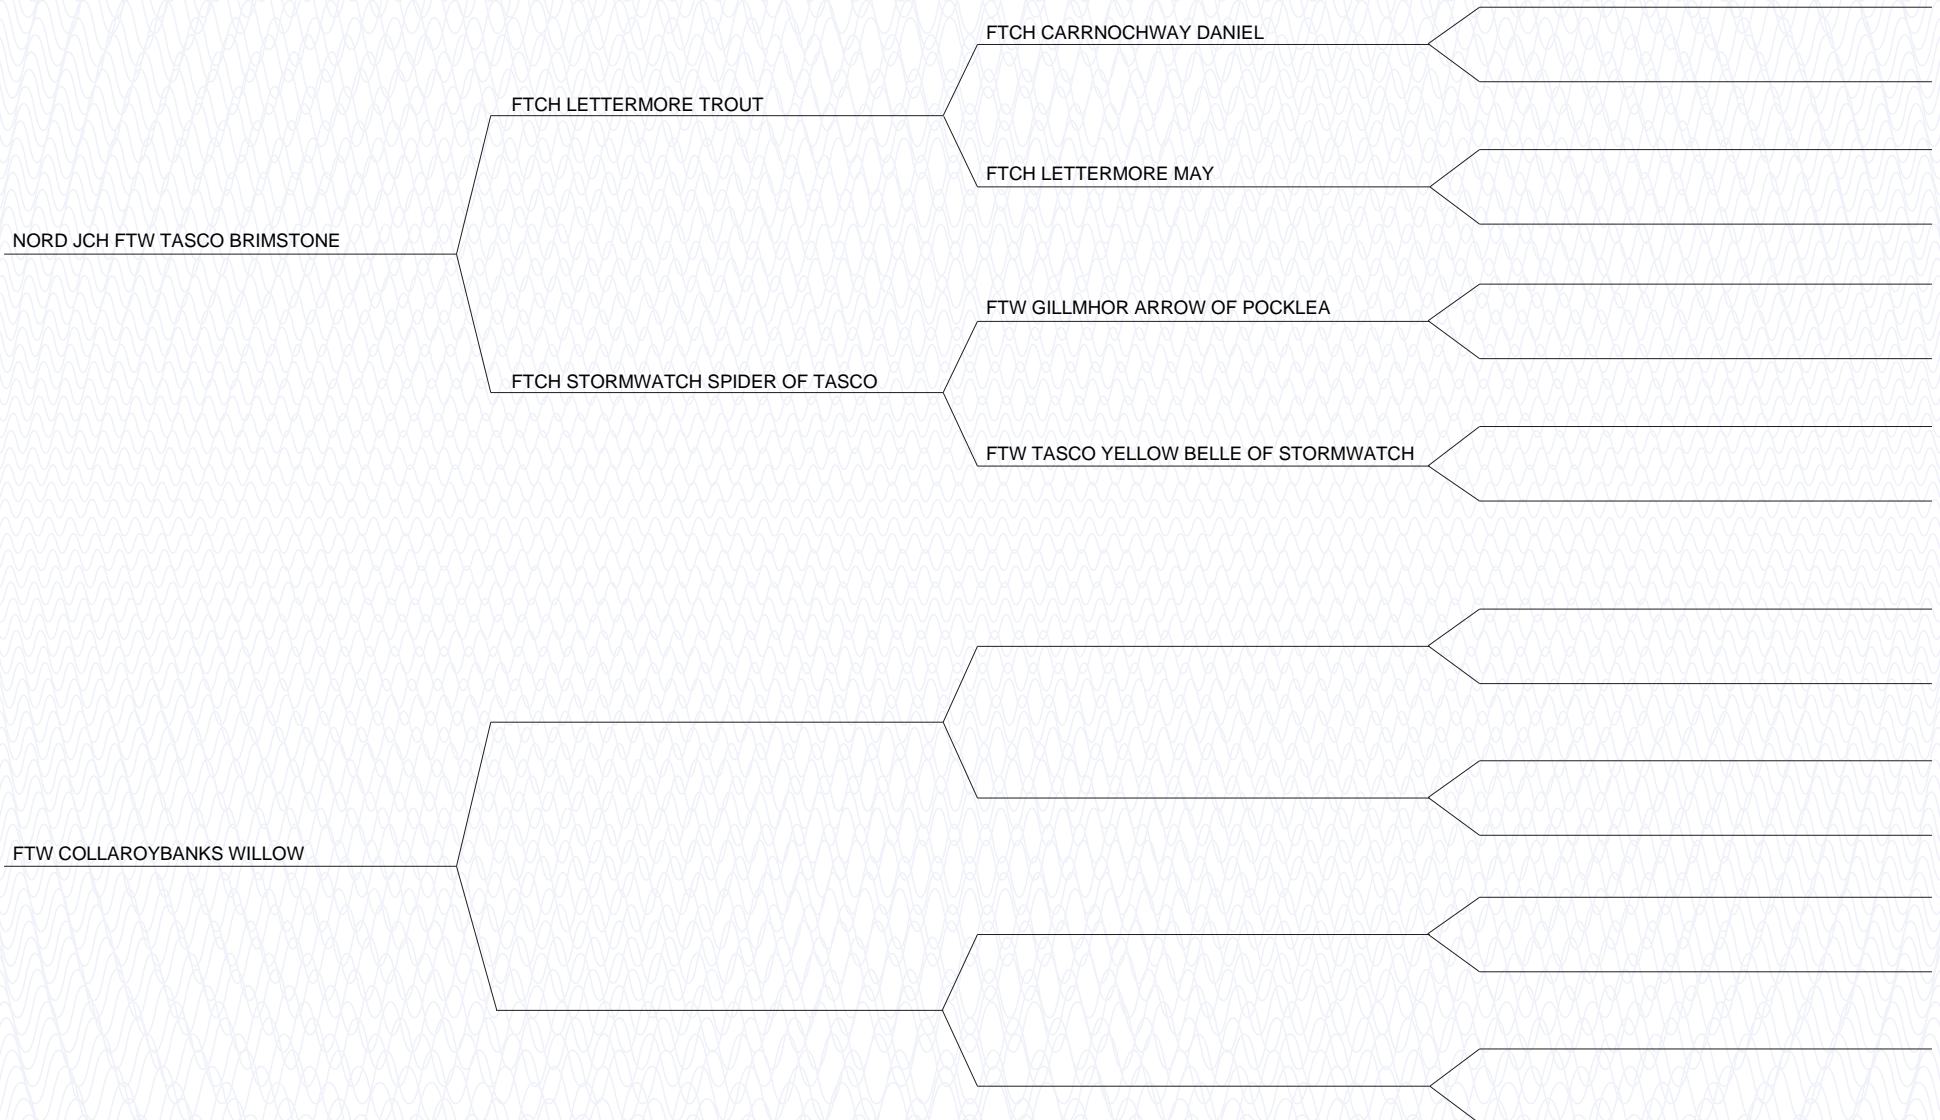 FTCH CARRNOCHWAY DANIEL
FTCH LETTERMORE TROUT
FTCH LETTERMORE MAY
NORD JCH FTW TASCO BRIMSTONE
FTW GILLMHOR ARROW OF POCKLEA
FTCH STORMWATCH SPIDER OF TASCO
FTW TASCO YELLOW BELLE OF STORMWATCH
FTW COLLAROYBANKS WILLOW